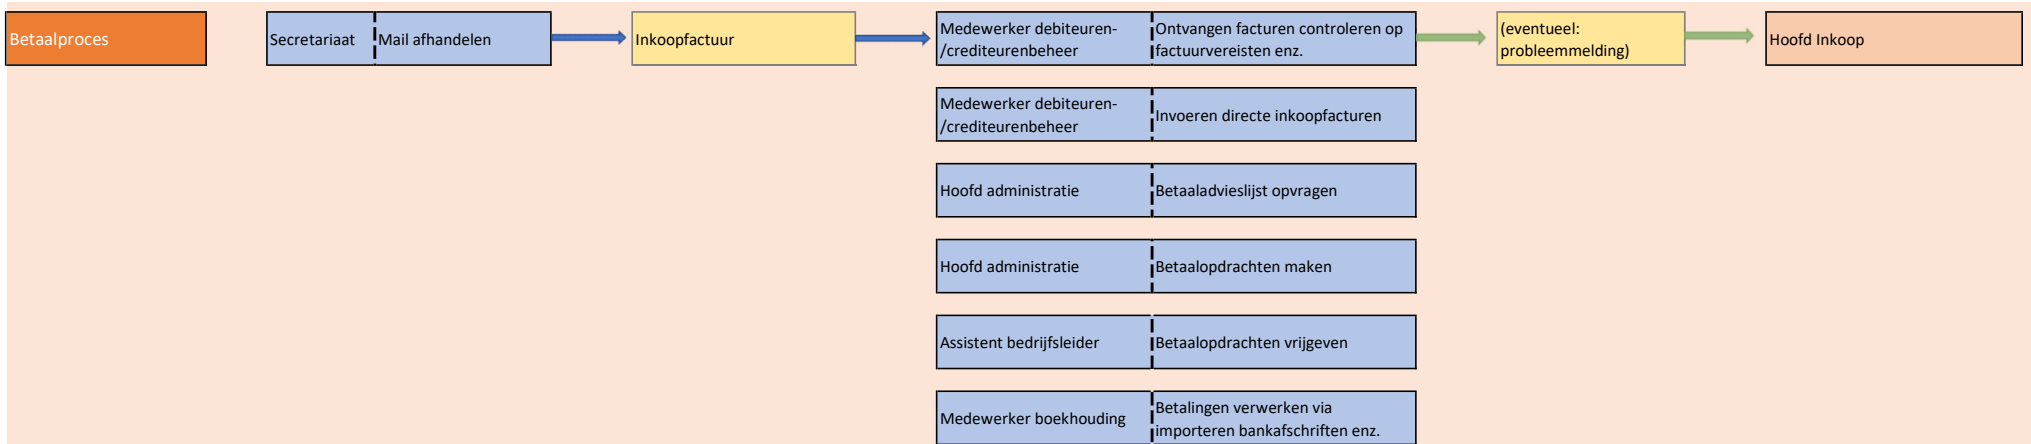 Betaalproces
Secretariaat
Mail afhandelen
Inkoopfactuur
Medewerker debiteuren-
/crediteurenbeheer
Ontvangen facturen controleren op
factuurvereisten enz.
(eventueel:
probleemmelding)
Hoofd Inkoop
Medewerker debiteuren-
/crediteurenbeheer
Invoeren directe inkoopfacturen
Hoofd administratie
Betaaladvieslijst opvragen
Hoofd administratie
Betaalopdrachten maken
Assistent bedrijfsleider
Betaalopdrachten vrijgeven
Medewerker boekhouding
Betalingen verwerken via
importeren bankafschriften enz.